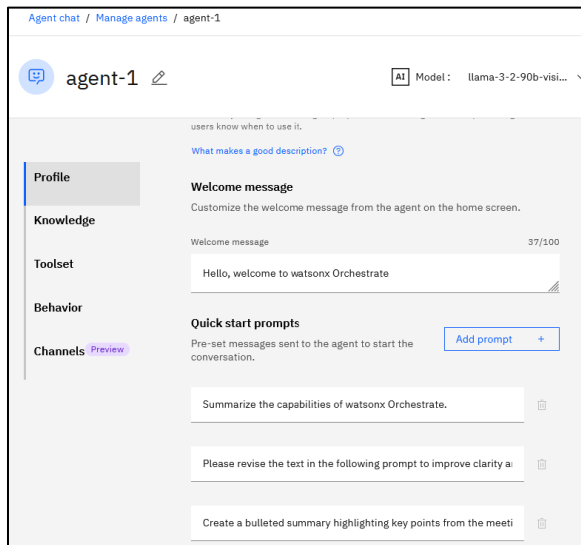 Agent chat / Manage agents / agent-1
agent-1
AI Model : llama-3-2-90b-visi...
users know when to use it.
What makes a good description?
Profile
Knowledge
Toolset
Behavior
Channels Preview
Welcome message
Customize the welcome message from the agent on the home screen.
Welcome message 37/100
Hello, welcome to watsonx Orchestrate
Quick start prompts
Pre-set messages sent to the agent to start the
conversation.
Add prompt +
Summarize the capabilities of watsonx Orchestrate.
Please revise the text in the following prompt to improve clarity a
Create a bulleted summary highlighting key points from the meeti